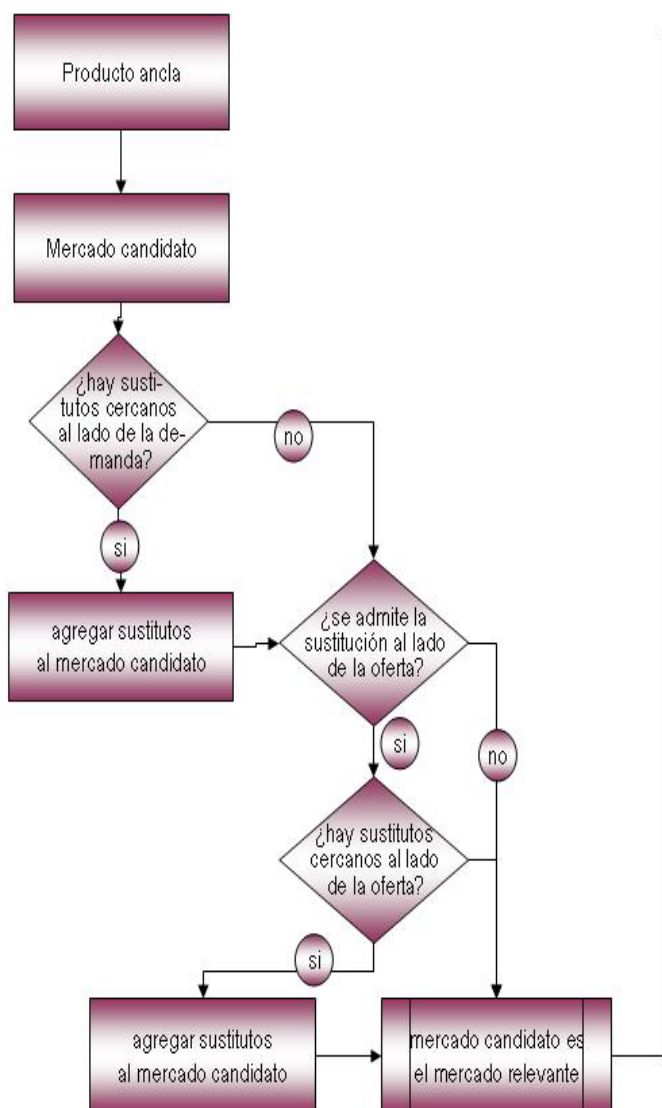 Producto ancla
Mercado candidato
¿hay susti-
tutos cercanos
al lado de la de-
manda?
no
si
agregar sustitutos
al mercado candidato
¿se admite la
sustitución al lado
de la oferta?
si
no
¿hay sustitutos
cercanos al lado
de la oferta?
si
agregar sustitutos
al mercado candidato
mercado candidato es
el mercado relevante